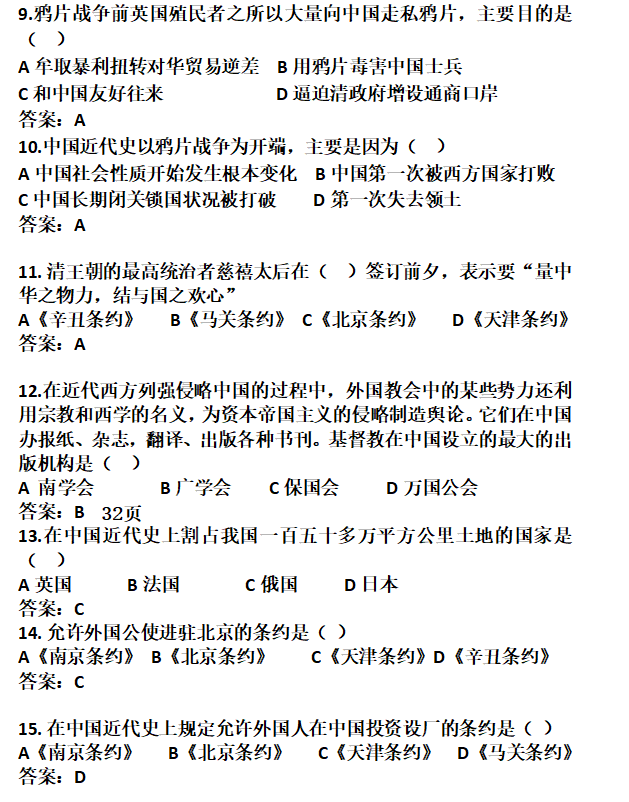 9.鸦片战争前英国殖民者之所以大量向中国走私鸦片，主要目的是
（　）
A 牟取暴利扭转对华贸易逆差　B 用鸦片毒害中国士兵
C 和中国友好往来　D 逼迫清政府增设通商口岸
答案：A
10.中国近代史以鸦片战争为开端，主要是因为（　）
A 中国社会性质开始发生根本变化　B 中国第一次被西方国家打败
C 中国长期闭关锁国状况被打破　D 第一次失去领土
答案：A
11. 清王朝的最高统治者慈禧太后在（　）签订前夕，表示要“量中
华之物力，结与国之欢心”
A《辛丑条约》　B《马关条约》　C《北京条约》　D《天津条约》
答案：A
12.在近代西方列强侵略中国的过程中，外国教会中的某些势力还利
用宗教和西学的名义，为资本帝国主义的侵略制造舆论。它们在中国
办报纸、杂志，翻译、出版各种书刊。基督教在中国设立的最大的出
版机构是（　）
A 南学会　B 广学会　C 保国会　D 万国公会
答案：B　32页
13.在中国近代史上割占我国一百五十多万平方公里土地的国家是
（　）
A 英国　B 法国　C 俄国　D 日本
答案：C
14. 允许外国公使进驻北京的条约是（　）
A《南京条约》　B《北京条约》　C《天津条约》D《辛丑条约》
答案：C
15. 在中国近代史上规定允许外国人在中国投资设厂的条约是（　）
A《南京条约》　B《北京条约》　C《天津条约》　D《马关条约》
答案：D